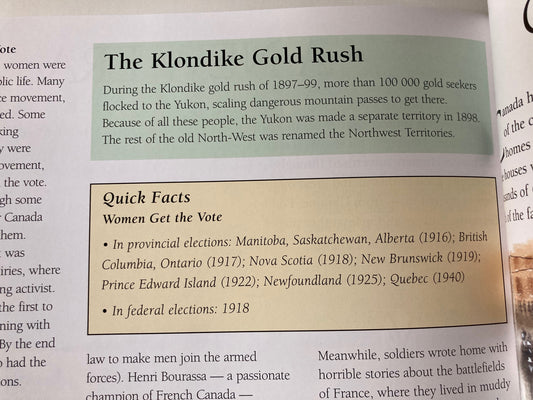 ote
women were
lic life. Many
ce movement,
ed. Some
king
y were
ovement,
the vote.
gh some
r Canada
hem.
t was
iries, where
ng activist.
the first to
ning with
By the end
o had the
ons.
The Klondike Gold Rush
During the Klondike gold rush of 1897–99, more than 100 000 gold seekers
flocked to the Yukon, scaling dangerous mountain passes to get there.
Because of all these people, the Yukon was made a separate territory in 1898.
The rest of the old North-West was renamed the Northwest Territories.
Quick Facts
Women Get the Vote
• In provincial elections: Manitoba, Saskatchewan, Alberta (1916); British
Columbia, Ontario (1917); Nova Scotia (1918); New Brunswick (1919);
Prince Edward Island (1922); Newfoundland (1925); Quebec (1940)
• In federal elections: 1918
law to make men join the armed
forces). Henri Bourassa — a passionate
champion of French Canada —
Meanwhile, soldiers wrote home with
horrible stories about the battlefields
of France, where they lived in muddy
anada h
of the c
homes
houses v
sands of
of the fa